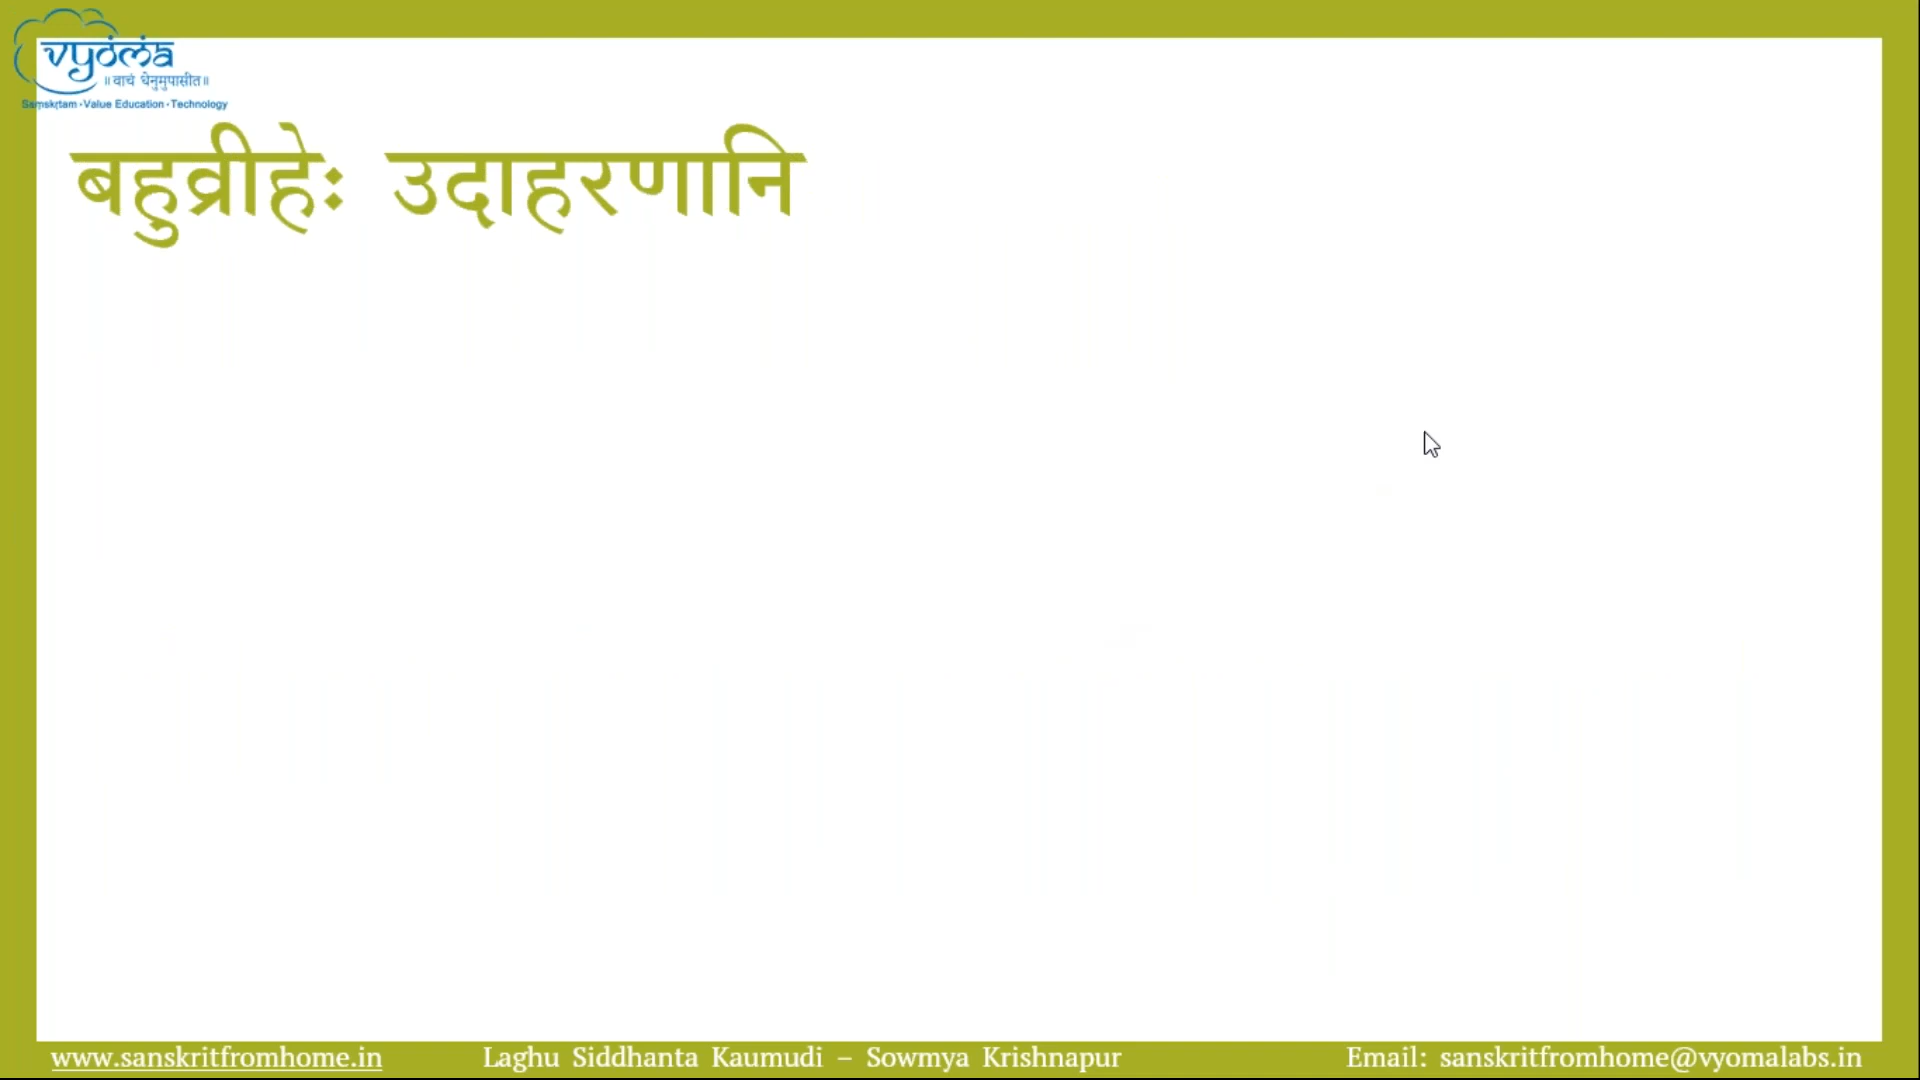 vyoma
॥वाचं धेनुमुपासीत॥
Saṃskṛtam - Value Education - Technology
बहुव्रीहेः उदाहरणानि
www.sanskritfromhome.in Laghu Siddhanta Kaumudi – Sowmya Krishnapur Email: sanskritfromhome@vyomalabs.in